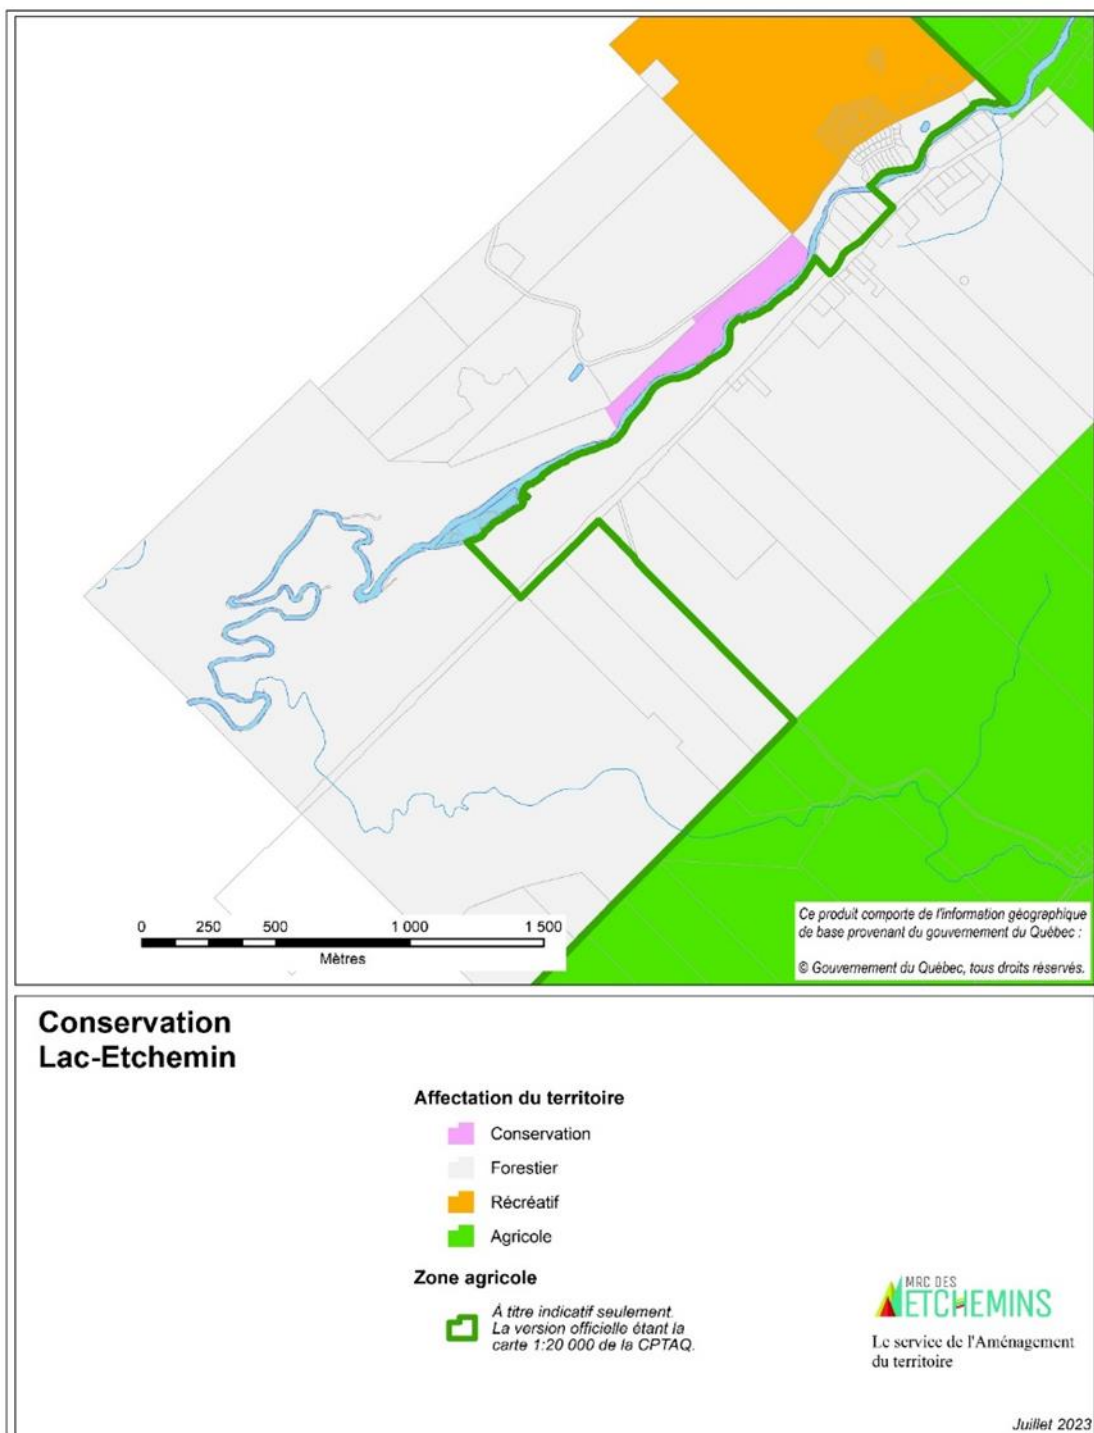 0 250 500 1 000 1 500
Mètres
Ce produit comporte de l'information géographique
de base provenant du gouvernement du Québec :
© Gouvernement du Québec, tous droits réservés.
Conservation
Lac-Etchemin
Affectation du territoire
Conservation
Forestier
Récréatif
Agricole
Zone agricole
À titre indicatif seulement.
La version officielle étant la
carte 1:20 000 de la CPTAQ.
MRC DES
ETCHEMINS
Le service de l'Aménagement
du territoire
Juillet 2023